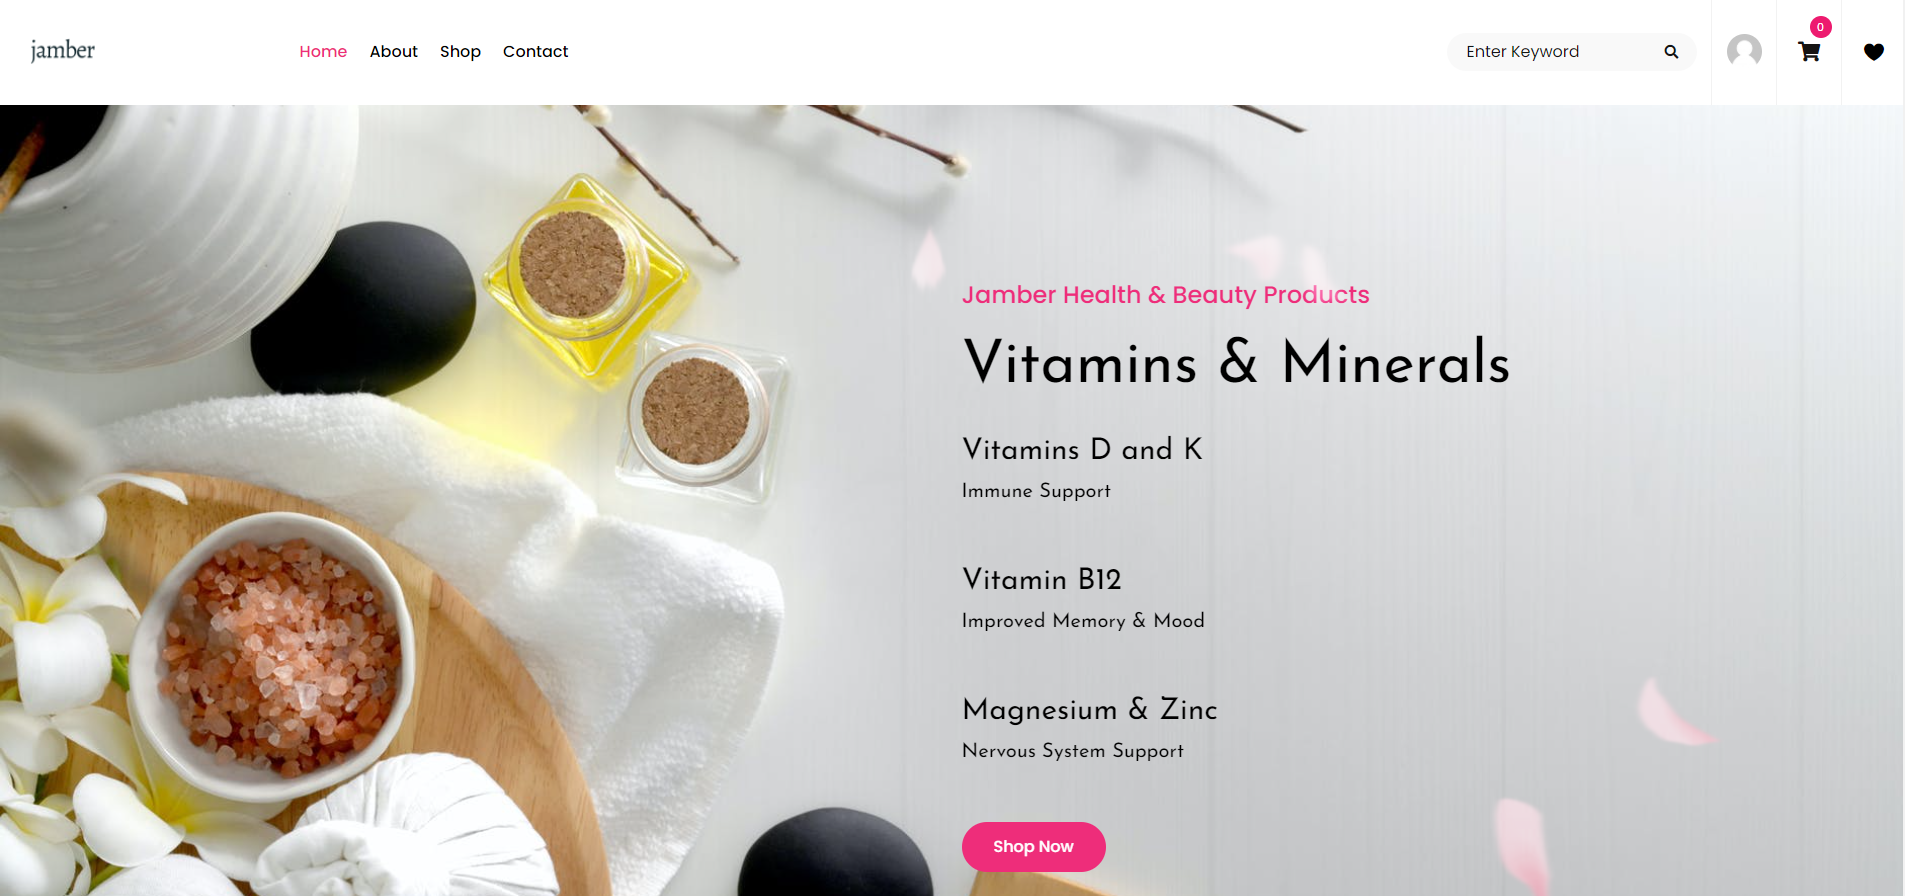 jamber
Home About Shop Contact
Enter Keyword
0
Jamber Health & Beauty Products
Vitamins & Minerals
Vitamins D and K
Immune Support
Vitamin B12
Improved Memory & Mood
Magnesium & Zinc
Nervous System Support
Shop Now